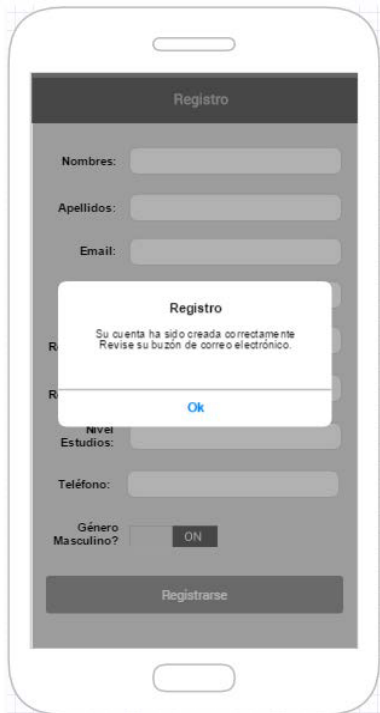 Registro
Nombres:
Apellidos:
Email:
Registro
Su cuenta ha sido creada correctamente
Revise su buzón de correo electrónico.
R
R
Ok
Nivel
Estudios:
Teléfono:
Género
Masculino?
ON
Registrarse